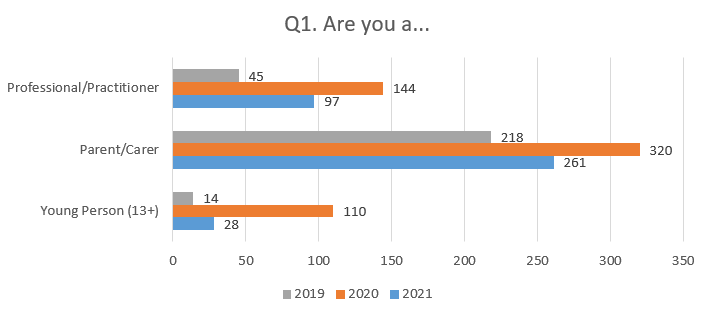 Q1. Are you a...
Professional/Practitioner
45
144
97
Parent/Carer
218
320
261
Young Person (13+)
14
110
28
0 50 100 150 200 250 300 350
2019 2020 2021